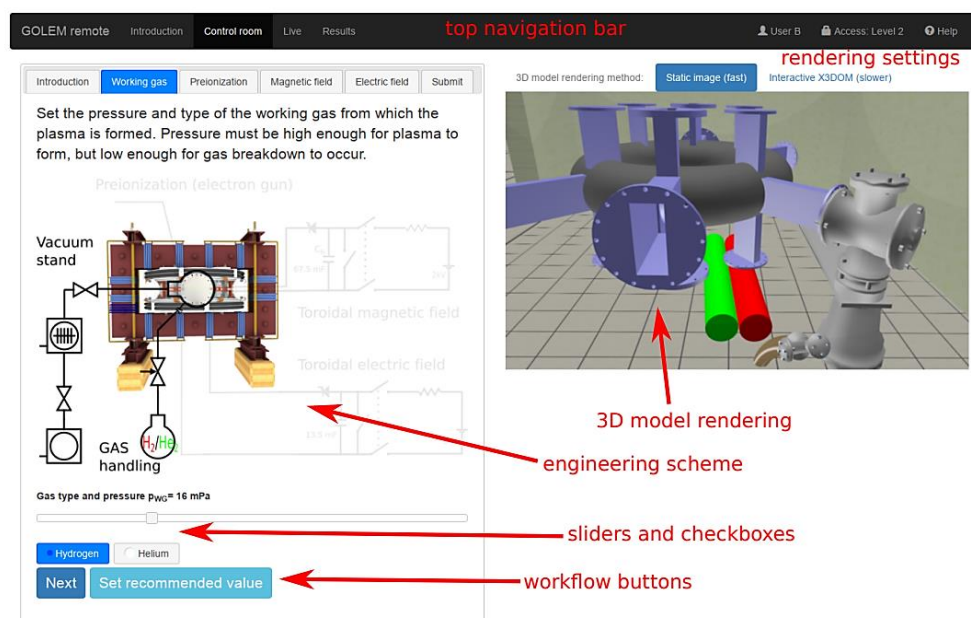 GOLEM remote Introduction Control room Live Results top navigation bar User B Access: Level 2 Help
rendering settings
Introduction Working gas Preionization Magnetic field Electric field Submit
3D model rendering method: Static image (fast) Interactive X3DOM (slower)
Set the pressure and type of the working gas from which the
plasma is formed. Pressure must be high enough for plasma to
form, but low enough for gas breakdown to occur.
Preionization (electron gun)
Vacuum
stand
Toroidal magnetic field
Toroidal electric field
GAS
handling
H₂/He₂
3D model rendering
engineering scheme
Gas type and pressure pWG= 16 mPa
sliders and checkboxes
Hydrogen Helium
Next Set recommended value
workflow buttons